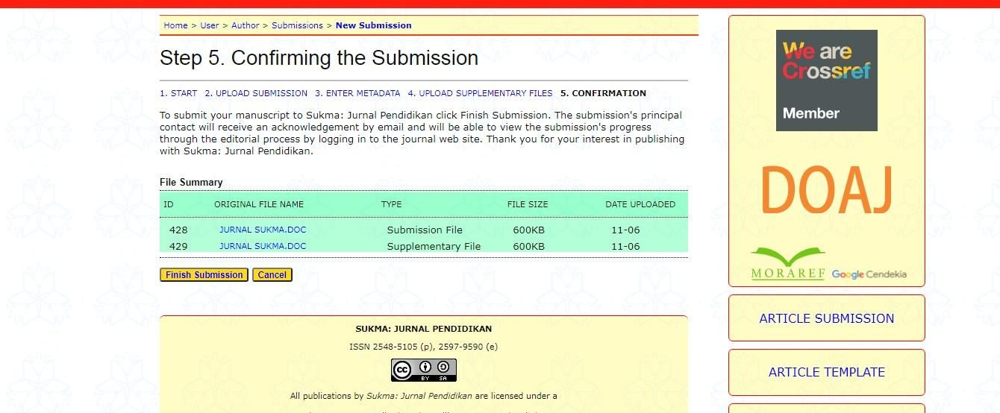 Home > User > Author > Submissions > New Submission
Step 5. Confirming the Submission
1. START 2. UPLOAD SUBMISSION 3. ENTER METADATA 4. UPLOAD SUPPLEMENTARY FILES 5. CONFIRMATION
To submit your manuscript to Sukma: Jurnal Pendidikan click Finish Submission. The submission's principal
contact will receive an acknowledgement by email and will be able to view the submission's progress
through the editorial process by logging in to the journal web site. Thank you for your interest in publishing
with Sukma: Jurnal Pendidikan.
File Summary
ID ORIGINAL FILE NAME TYPE FILE SIZE DATE UPLOADED
428 JURNAL SUKMA.DOC Submission File 600KB 11-06
429 JURNAL SUKMA.DOC Supplementary File 600KB 11-06
Finish Submission Cancel
SUKMA: JURNAL PENDIDIKAN
ISSN 2548-5105 (p), 2597-9590 (e)
cc BY SA
All publications by Sukma: Jurnal Pendidikan are licensed under a
We are
Crossref
Member
DOAJ
MORAREF Google Cendekia
ARTICLE SUBMISSION
ARTICLE TEMPLATE